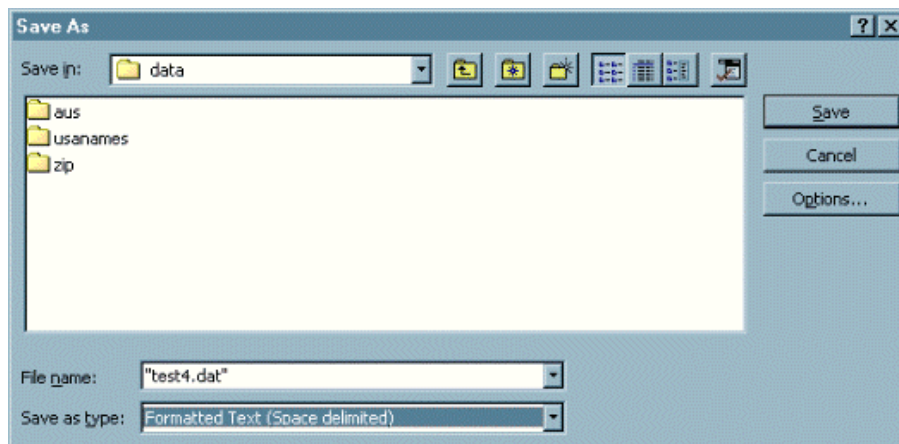 Save As
Save in: data
aus
usanames
zip
Save
Cancel
Options...
File name: "test4.dat"
Save as type: Formatted Text (Space delimited)